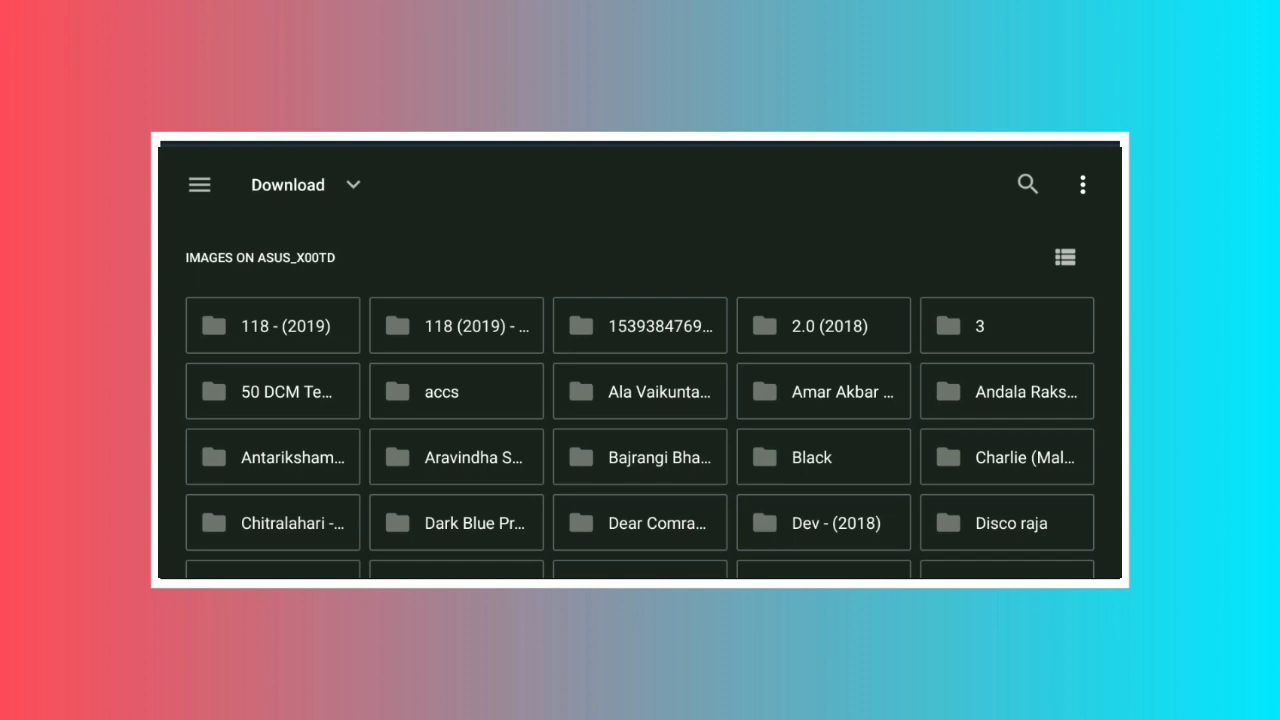 Download
IMAGES ON ASUS_X00TD
118 - (2019)
118 (2019) - ...
1539384769...
2.0 (2018)
3
50 DCM Te...
accs
Ala Vaikunta...
Amar Akbar ...
Andala Raks...
Antariksham...
Aravindha S...
Bajrangi Bha...
Black
Charlie (Mal...
Chitralahari -...
Dark Blue Pr...
Dear Comra...
Dev - (2018)
Disco raja